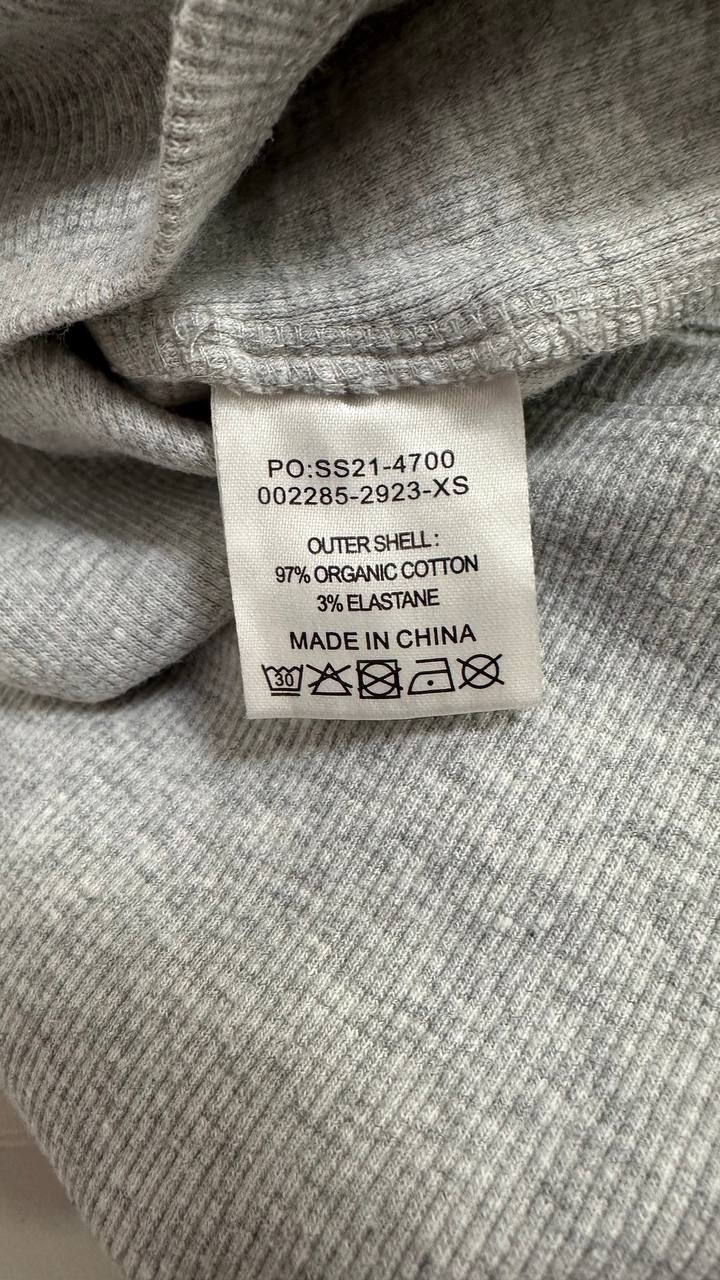 PO:SS21-4700
002285-2923-XS
OUTER SHELL:
97% ORGANIC COTTON
3% ELASTANE
MADE IN CHINA
30